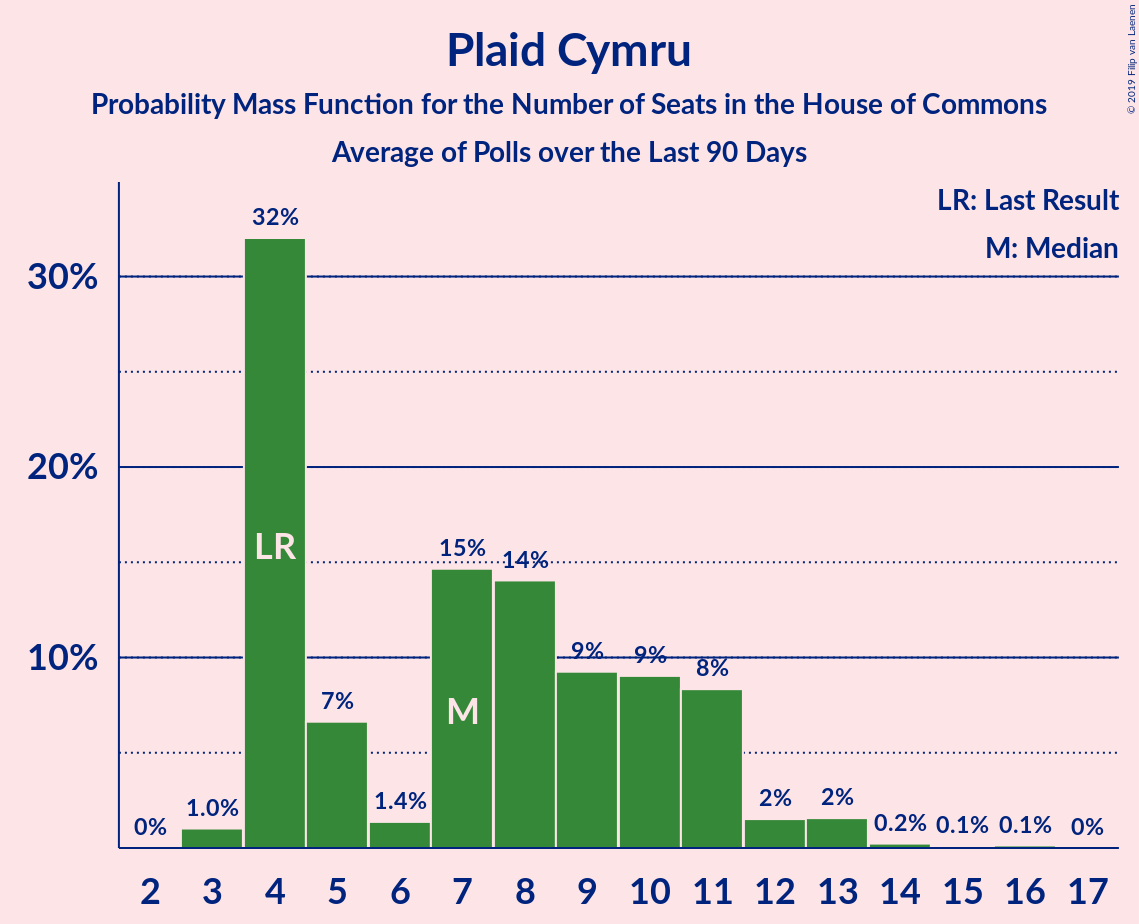 Plaid Cymru
Probability Mass Function for the Number of Seats in the House of Commons
Average of Polls over the Last 90 Days
© 2019 Filip van Laenen
LR: Last Result
M: Median
30%
20%
10%
0%
1.0%
32%
7%
1.4%
15%
14%
9%
9%
8%
2%
2%
0.2%
0.1%
0.1%
0%
LR
M
2 3 4 5 6 7 8 9 10 11 12 13 14 15 16 17